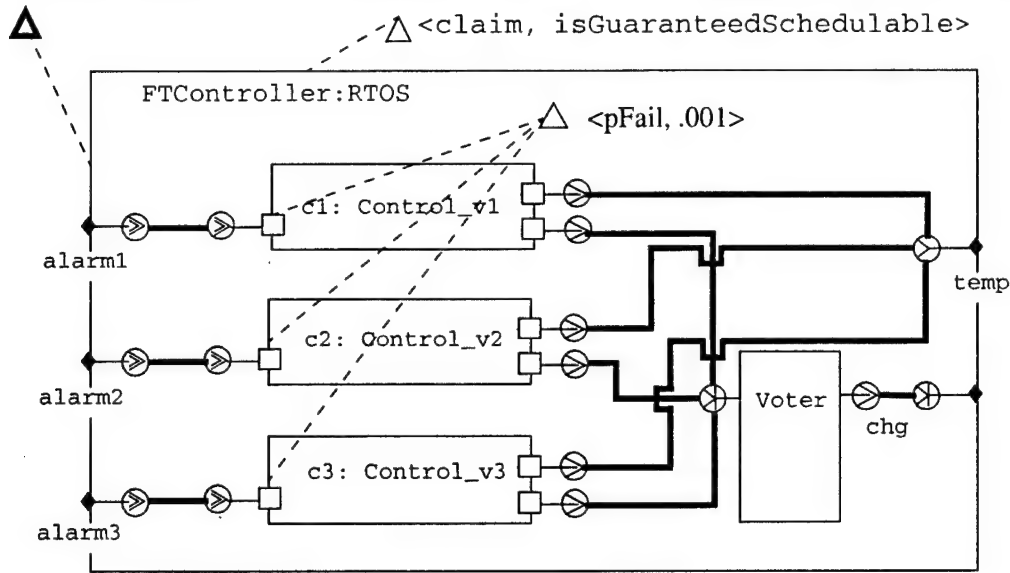 <claim, isGuaranteedSchedulable>
FTController:RTOS
<pFail, .001>
c1: Control_v1
alarm1
temp
c2: Control_v2
alarm2
Voter
chg
c3: Control_v3
alarm3